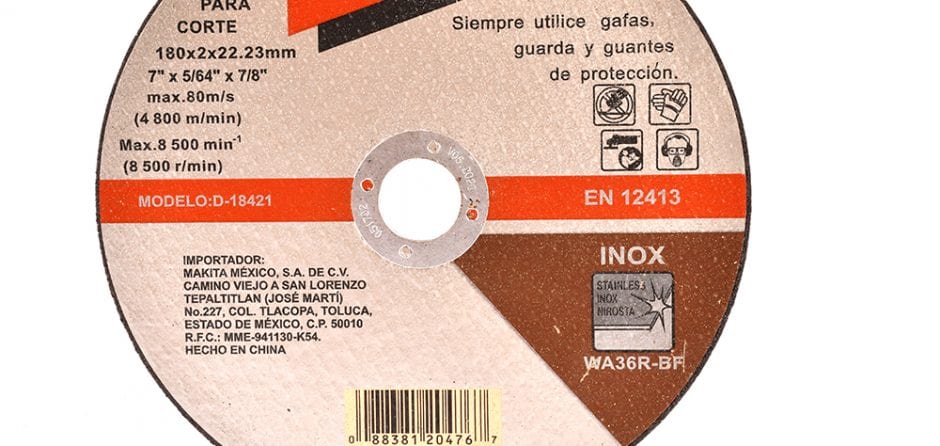 PARA
CORTE
180x2x22.23mm
7" x 5/64" x 7/8"
max.80m/s
(4 800 m/min)
Max.8 500 min⁻¹
(8 500 r/min)
Siempre utilice gafas,
guarda y guantes
de protección.
MODELO:D-18421
V05 2020
051702
EN 12413
IMPORTADOR:
MAKITA MÉXICO, S.A. DE C.V.
CAMINO VIEJO A SAN LORENZO
TEPALTITLAN (JOSÉ MARTÍ)
No.227, COL. TLACOPA, TOLUCA,
ESTADO DE MÉXICO, C.P. 50010
R.F.C.: MME-941130-K54.
HECHO EN CHINA
INOX
STAINLESS
INOX
NIROSTA
WA36R-BF
0 88381 20476 7